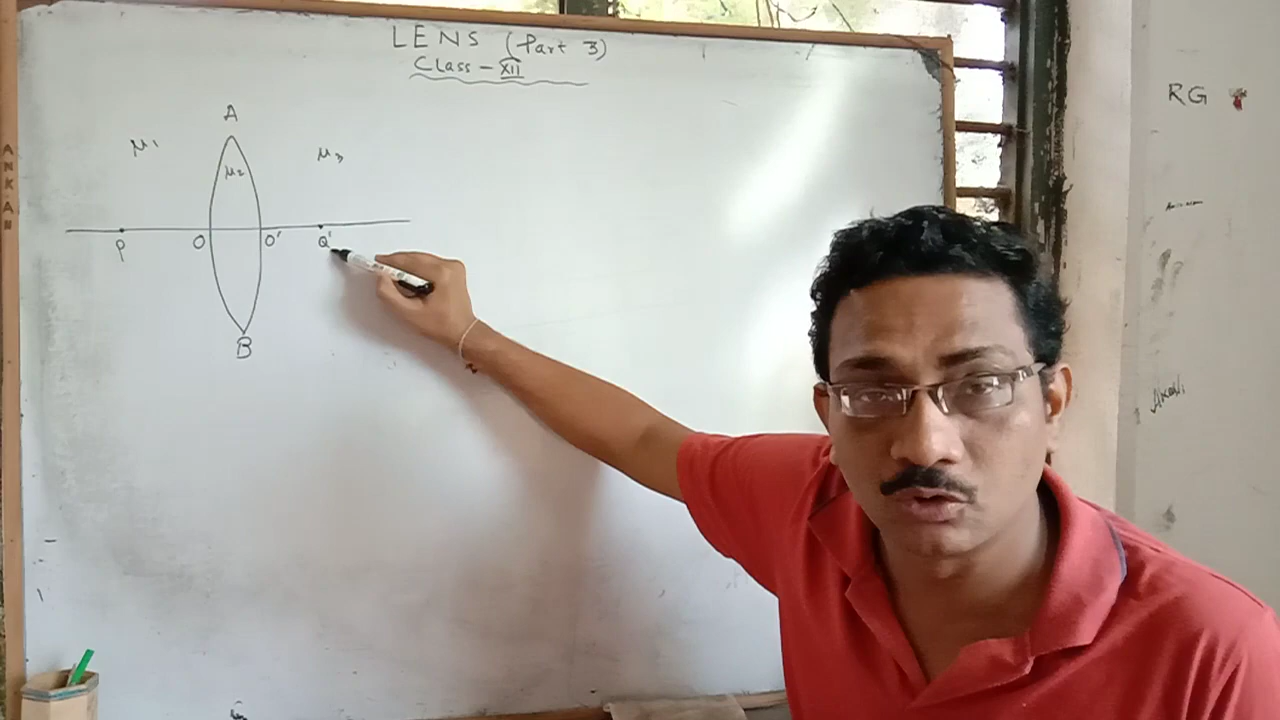 LENS (Part 3)
Class - XII
A
μ1
μ2
μ3
P
O
O'
Q'
B
RG